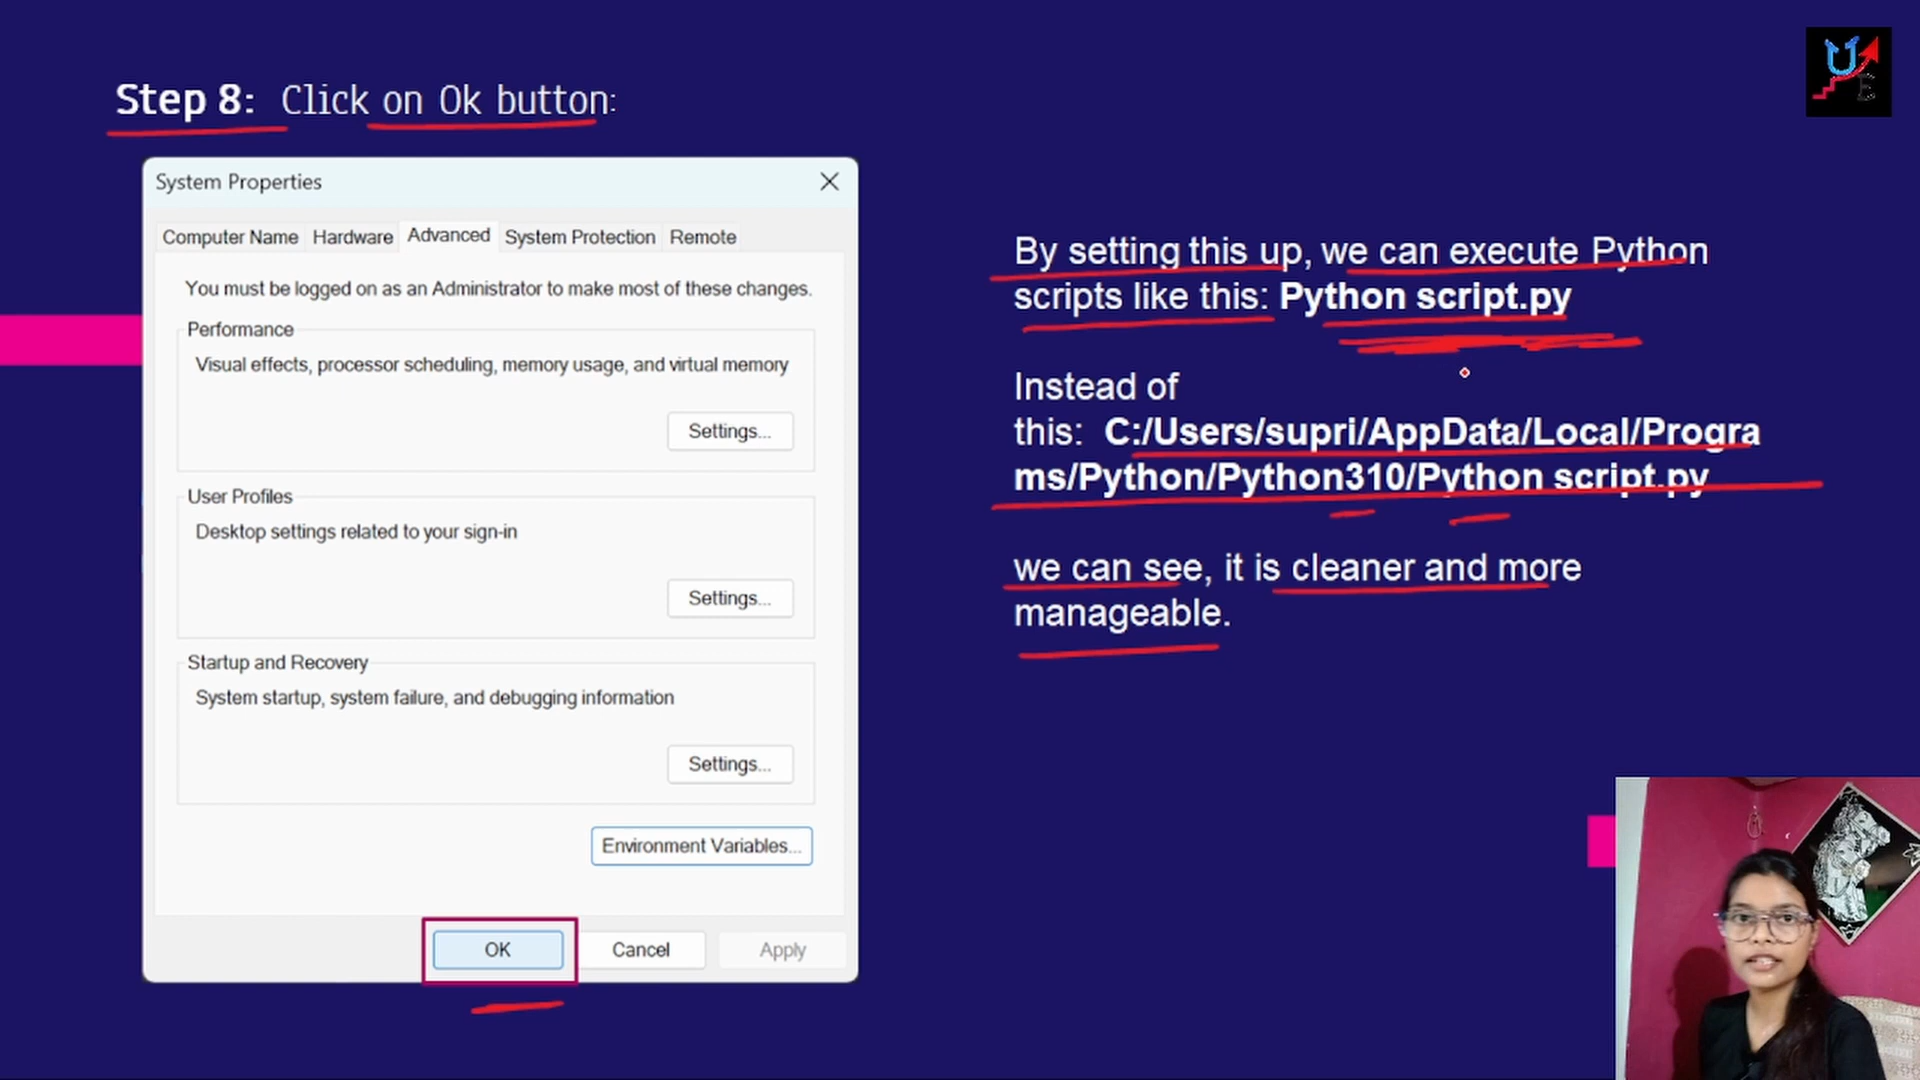 Step 8: Click on Ok button:
System Properties
Computer Name Hardware Advanced System Protection Remote
You must be logged on as an Administrator to make most of these changes.
Performance
Visual effects, processor scheduling, memory usage, and virtual memory
Settings...
User Profiles
Desktop settings related to your sign-in
Settings...
Startup and Recovery
System startup, system failure, and debugging information
Settings...
Environment Variables...
OK Cancel Apply
By setting this up, we can execute Python
scripts like this: Python script.py
Instead of
this: C:/Users/supri/AppData/Local/Progra
ms/Python/Python310/Python script.py
we can see, it is cleaner and more
manageable.